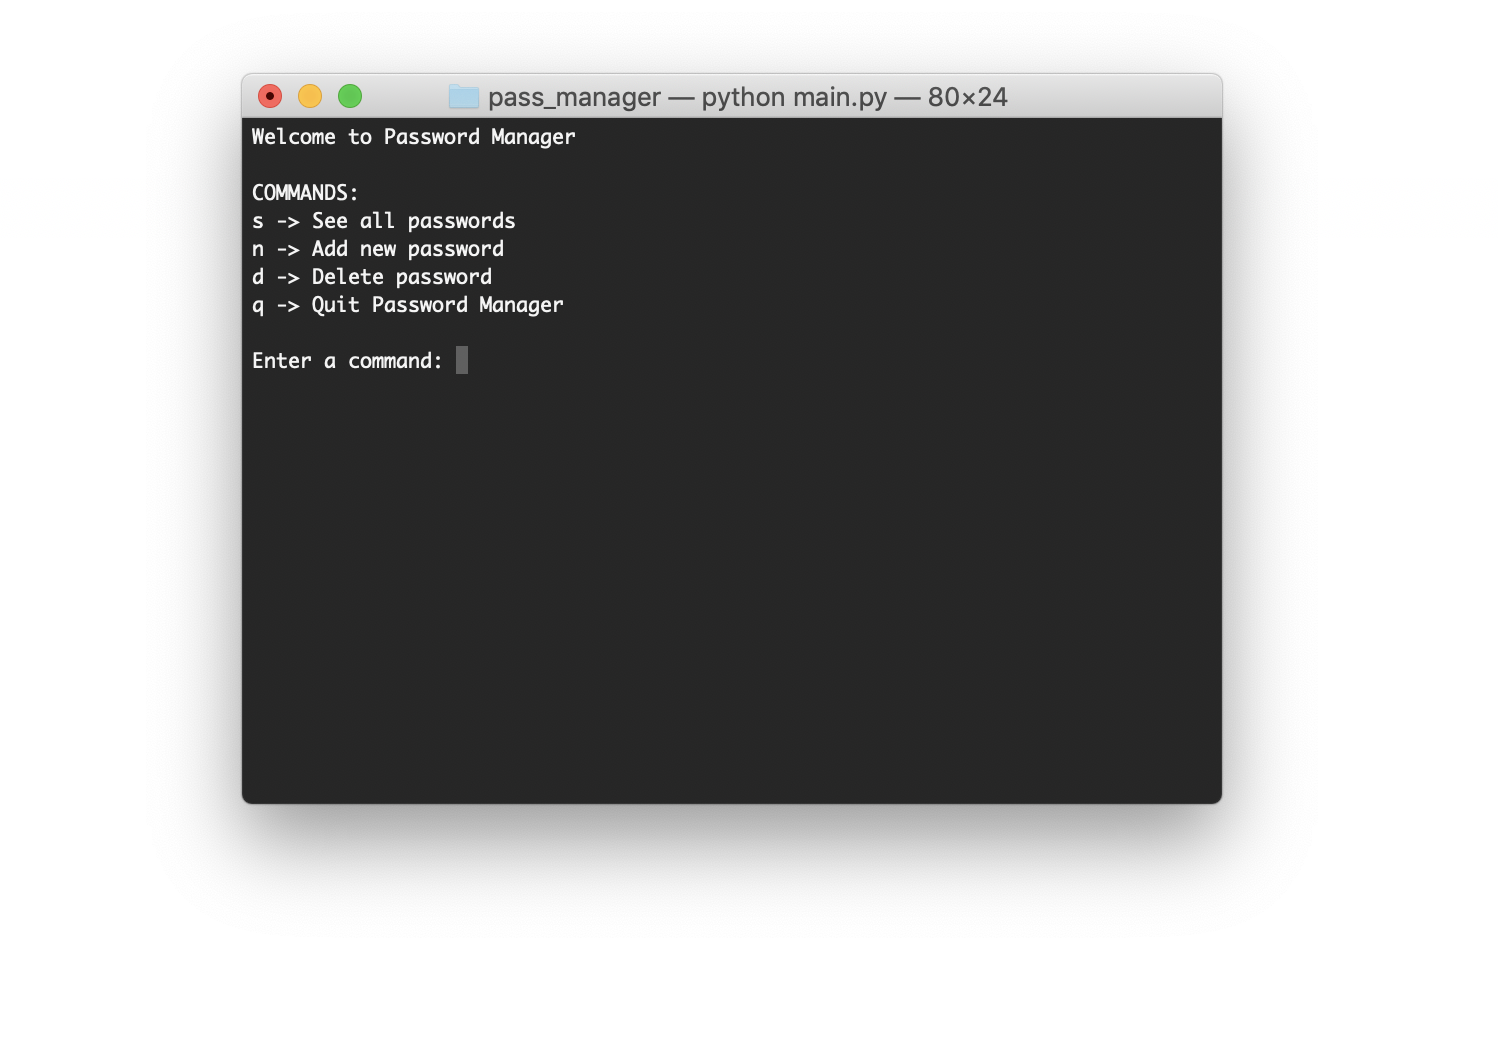 pass_manager — python main.py — 80×24
Welcome to Password Manager
COMMANDS:
s -> See all passwords
n -> Add new password
d -> Delete password
q -> Quit Password Manager
Enter a command: